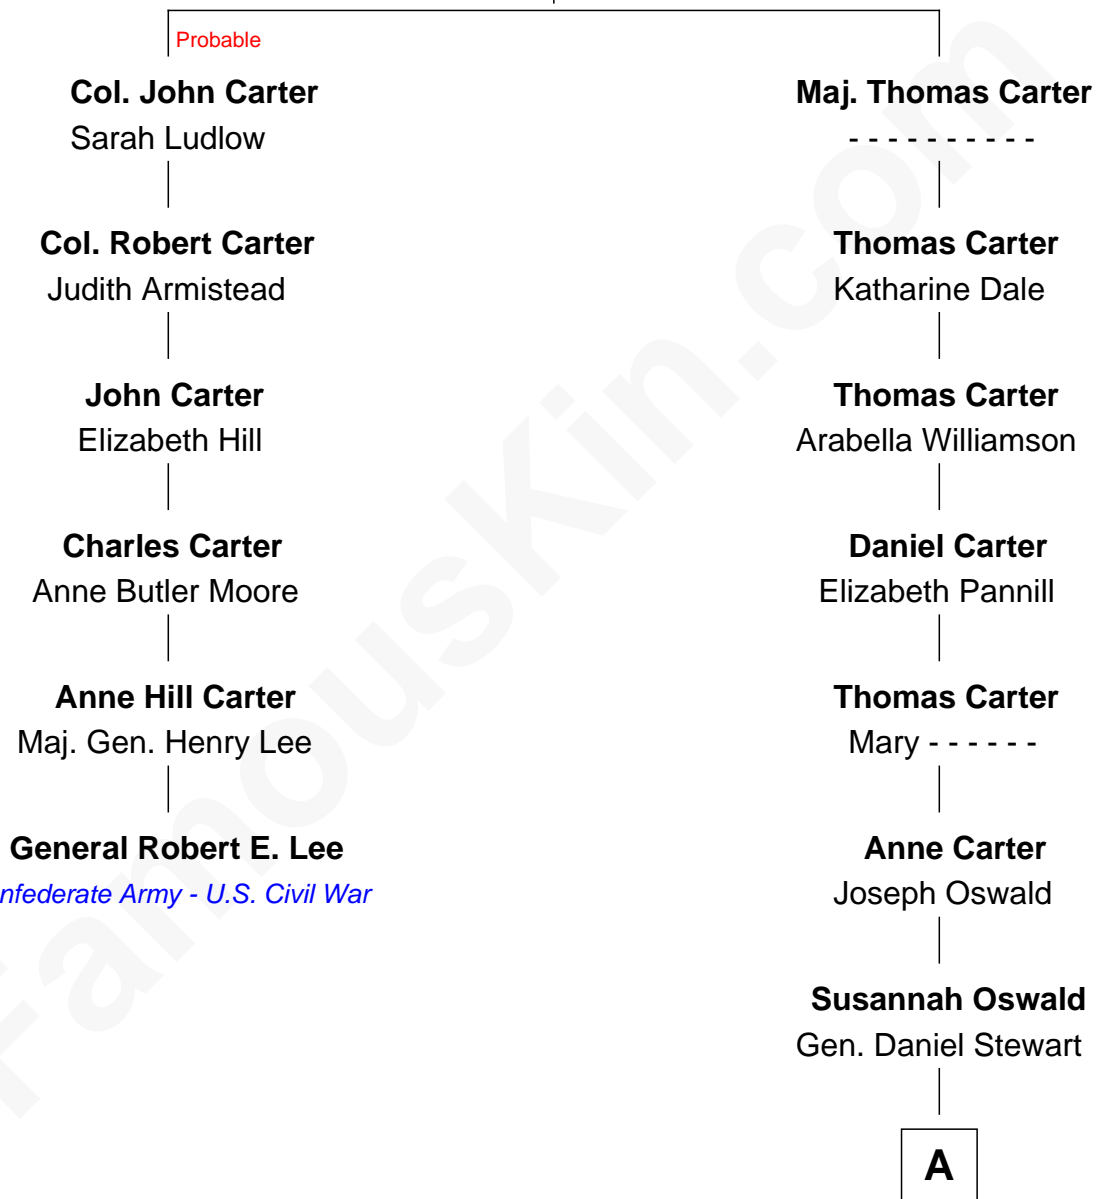 Probable
Col. John Carter
Sarah Ludlow
Maj. Thomas Carter
- - - - - - - - - -
Col. Robert Carter
Judith Armistead
Thomas Carter
Katharine Dale
John Carter
Elizabeth Hill
Thomas Carter
Arabella Williamson
Charles Carter
Anne Butler Moore
Daniel Carter
Elizabeth Pannill
Anne Hill Carter
Maj. Gen. Henry Lee
Thomas Carter
Mary - - - - - -
General Robert E. Lee
nfederate Army - U.S. Civil War
Anne Carter
Joseph Oswald
Susannah Oswald
Gen. Daniel Stewart
A
FamousKin.com